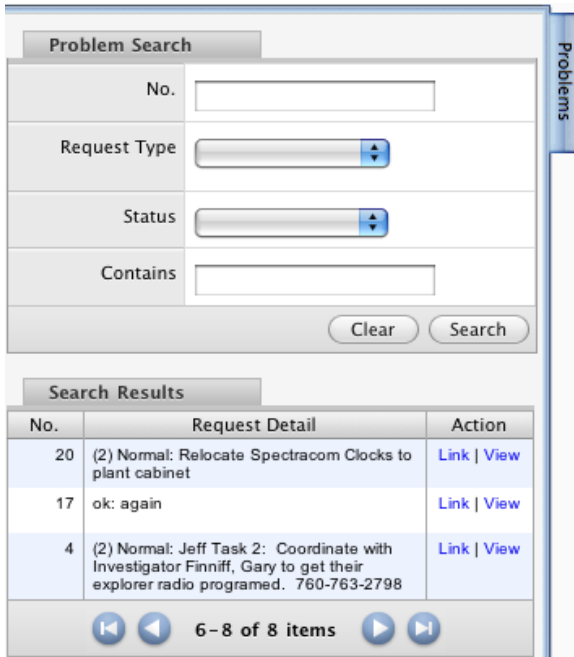 Problem Search
Problems
No.
Request Type
Status
Contains
Clear Search
Search Results
No. Request Detail Action
20 (2) Normal: Relocate Spectracom Clocks to Link | View
plant cabinet
17 ok: again Link | View
4 (2) Normal: Jeff Task 2: Coordinate with Link | View
Investigator Finniff, Gary to get their
explorer radio programed. 760-763-2798
6-8 of 8 items